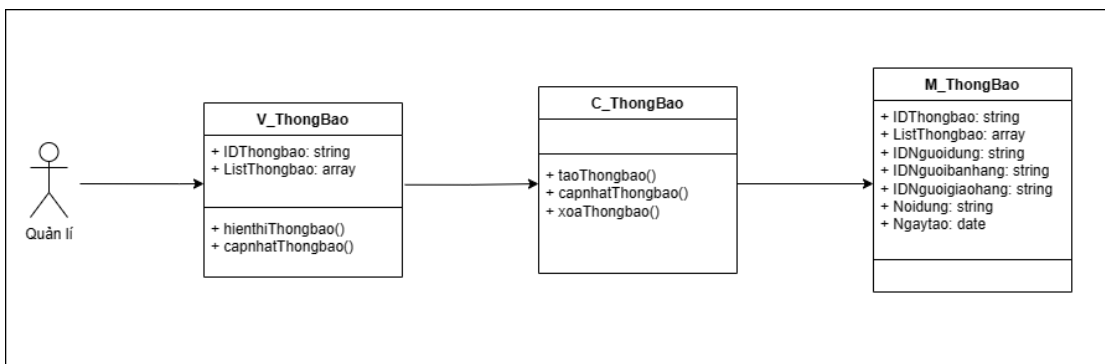 Quản lí
V_ThongBao
+ IDThongbao: string
+ ListThongbao: array
+ hienthiThongbao()
+ capnhatThongbao()
C_ThongBao
+ taoThongbao()
+ capnhatThongbao()
+ xoaThongbao()
M_ThongBao
+ IDThongbao: string
+ ListThongbao: array
+ IDNguoidung: string
+ IDNguoibanhang: string
+ IDNguoigiaohang: string
+ Noidung: string
+ Ngaytao: date